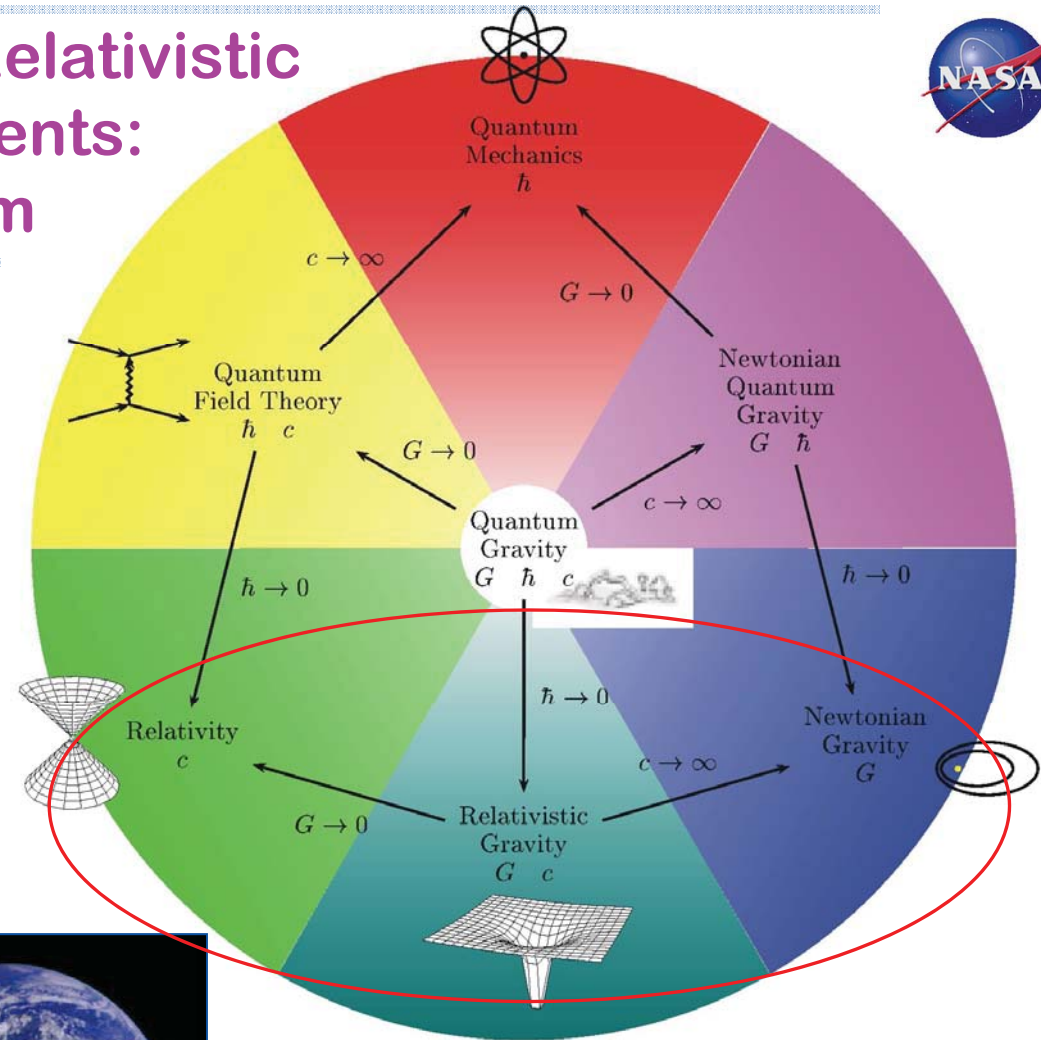 elativistic
ents:
m
NASA
Quantum
Mechanics
ħ
c → ∞
G → 0
Quantum
Field Theory
ħ c
Newtonian
Quantum
Gravity
G ħ
G → 0
c → ∞
Quantum
Gravity
G ħ c
ħ → 0
ħ → 0
ħ → 0
Relativity
c
Newtonian
Gravity
G
c → ∞
G → 0
Relativistic
Gravity
G c